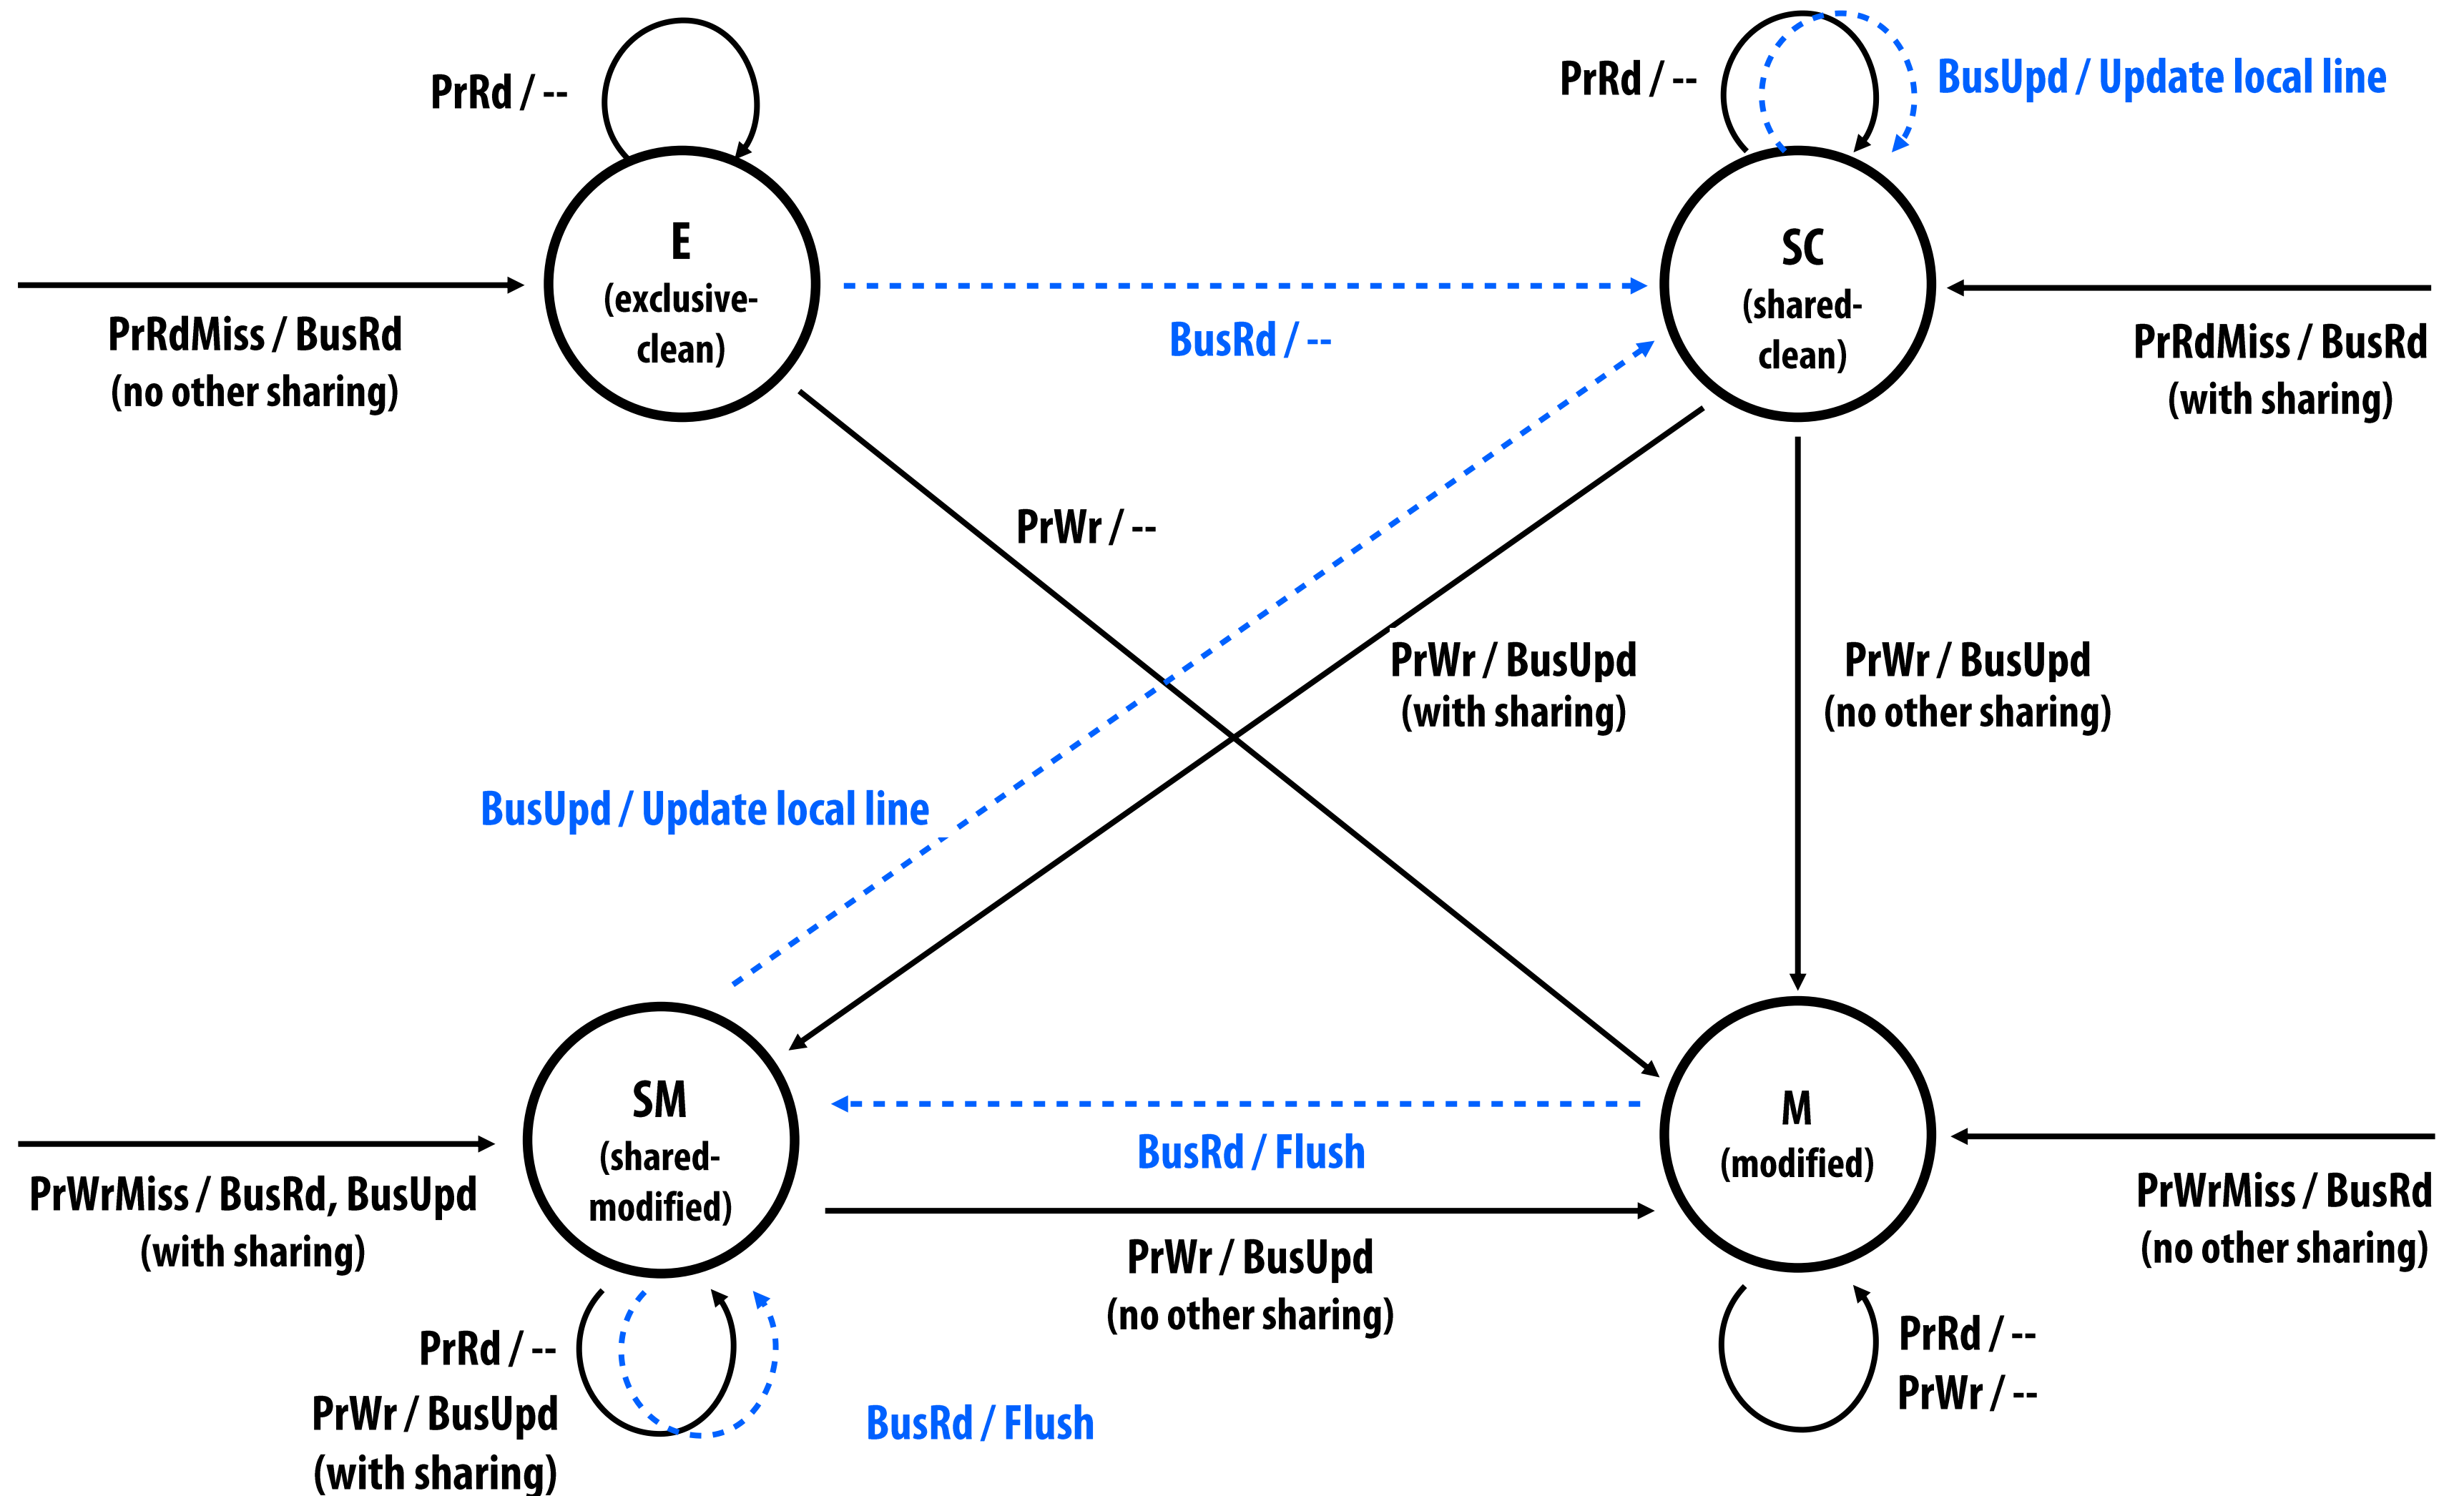 PrRd / --
PrRd / --
BusUpd / Update local line
E
(exclusive-
clean)
SC
(shared-
clean)
PrRdMiss / BusRd
(no other sharing)
BusRd / --
PrRdMiss / BusRd
(with sharing)
PrWr / --
PrWr / BusUpd
(with sharing)
PrWr / BusUpd
(no other sharing)
BusUpd / Update local line
SM
(shared-
modified)
M
(modified)
BusRd / Flush
PrWrMiss / BusRd, BusUpd
(with sharing)
PrWr / BusUpd
(no other sharing)
PrWrMiss / BusRd
(no other sharing)
PrRd / --
PrWr / BusUpd
(with sharing)
BusRd / Flush
PrRd / --
PrWr / --